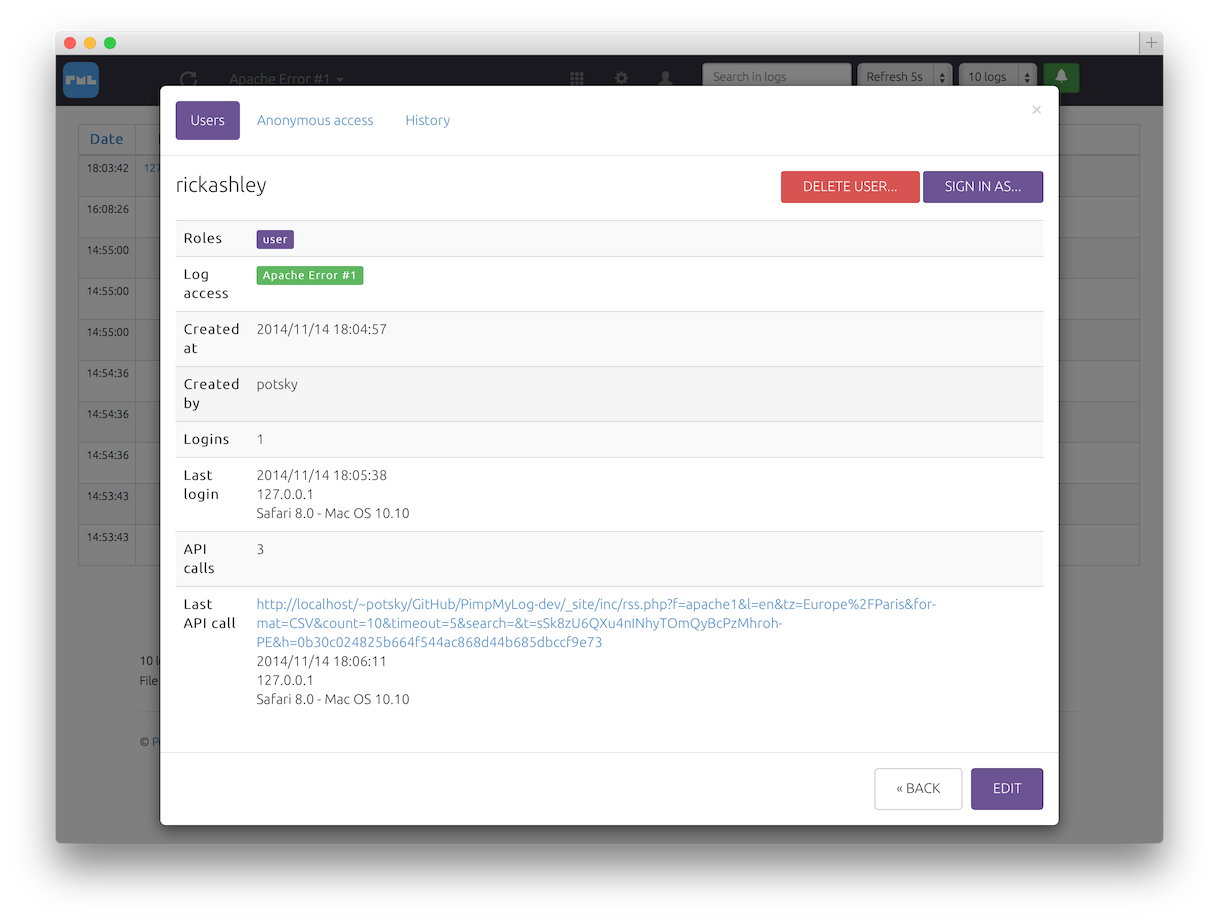 PML
Apache Error #1
Search in logs
Refresh 5s
10 logs
Date
18:03:42 127
16:08:26
14:55:00
14:55:00
14:55:00
14:54:36
14:54:36
14:54:36
14:53:43
14:53:43
10 l
File
©
Users Anonymous access History ×
rickashley
DELETE USER... SIGN IN AS...
Roles user
Log
access
Apache Error #1
Created
at
2014/11/14 18:04:57
Created
by
potsky
Logins 1
Last
login
2014/11/14 18:05:38
127.0.0.1
Safari 8.0 - Mac OS 10.10
API
calls
3
Last
API call
http://localhost/~potsky/GitHub/PimpMyLog-dev/_site/inc/rss.php?f=apache1&l=en&tz=Europe%2FParis&for-
mat=CSV&count=10&timeout=5&search=&t=sSk8zU6QXu4nINhyTOmQyBcPzMhroh-
PE&h=0b30c024825b664f544ac868d44b685dbccf9e73
2014/11/14 18:06:11
127.0.0.1
Safari 8.0 - Mac OS 10.10
« BACK EDIT